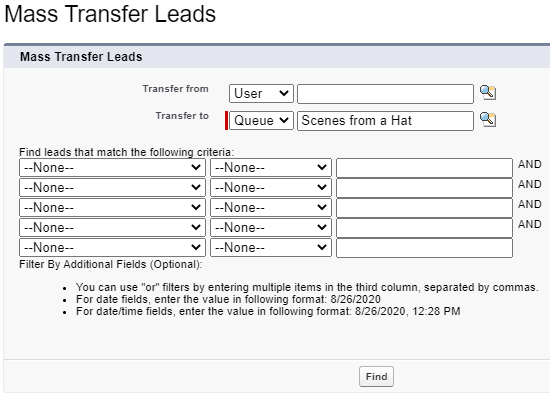 Mass Transfer Leads
Mass Transfer Leads
Transfer from User
Transfer to Queue Scenes from a Hat
Find leads that match the following criteria:
--None-- --None-- AND
--None-- --None-- AND
--None-- --None-- AND
--None-- --None-- AND
--None-- --None--
Filter By Additional Fields (Optional):
• You can use "or" filters by entering multiple items in the third column, separated by commas.
• For date fields, enter the value in following format: 8/26/2020
• For date/time fields, enter the value in following format: 8/26/2020, 12:28 PM
Find